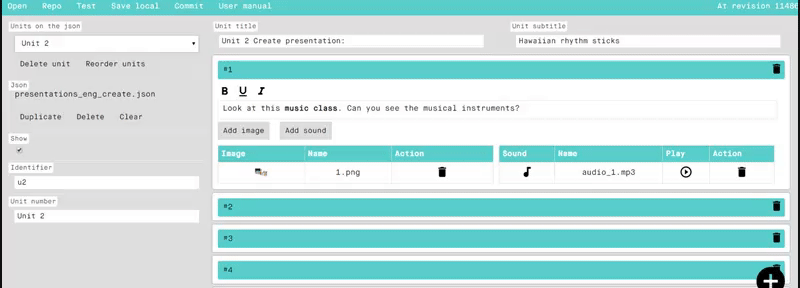 Open Repo Test Save local Commit User manual At revision 11486
Units on the json
Unit 2
Delete unit Reorder units
Json
presentations_eng_create.json
Duplicate Delete Clear
Show
Identifier
u2
Unit number
Unit 2
Unit title
Unit 2 Create presentation:
Unit subtitle
Hawaiian rhythm sticks
#1
B U I
Look at this music class. Can you see the musical instruments?
Add image Add sound
Image Name Action
1.png
Sound Name Play Action
audio_1.mp3
#2
#3
#4